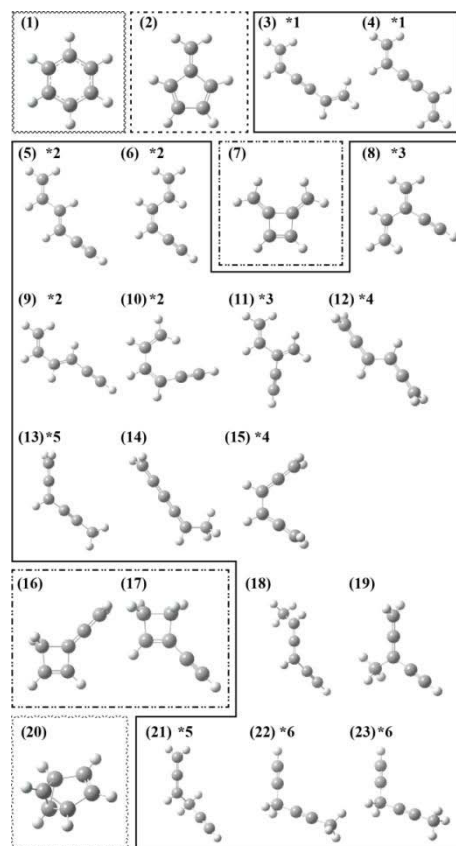 (1) (2) (3) *1 (4) *1
(5) *2 (6) *2 (7) (8) *3
(9) *2 (10) *2 (11) *3 (12) *4
(13) *5 (14) (15) *4
(16) (17) (18) (19)
(20) (21) *5 (22) *6 (23) *6